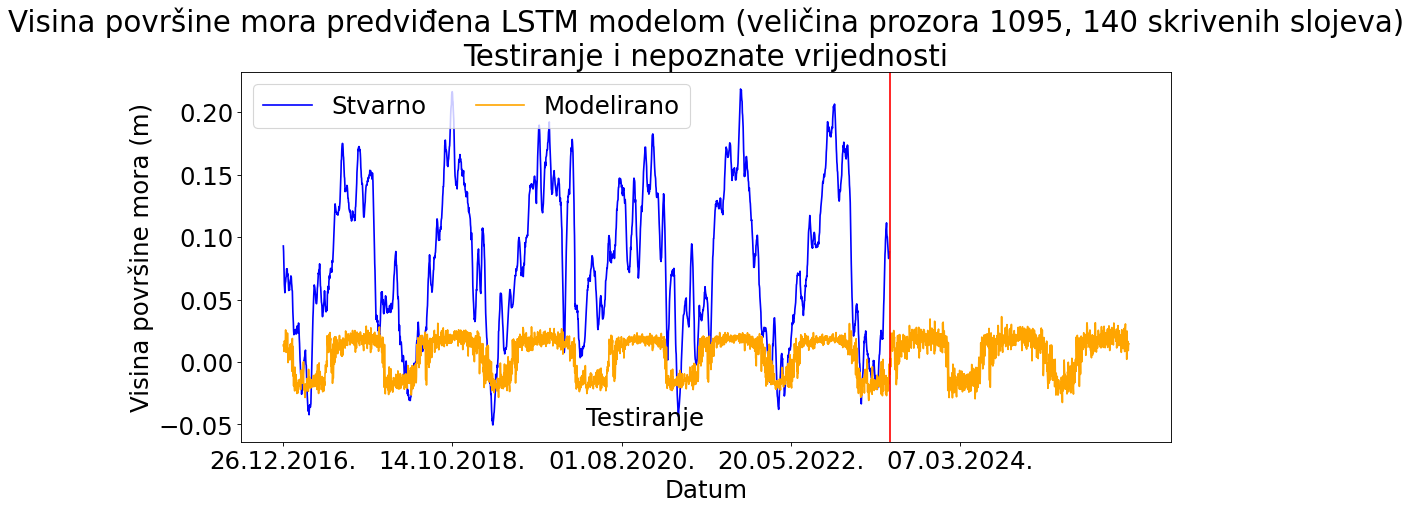 Visina površine mora predviđena LSTM modelom (veličina prozora 1095, 140 skrivenih slojeva)
Testiranje i nepoznate vrijednosti
Stvarno
Modelirano
Visina površine mora (m)
0.20
0.15
0.10
0.05
0.00
−0.05
Testiranje
26.12.2016.
14.10.2018.
01.08.2020.
20.05.2022.
07.03.2024.
Datum